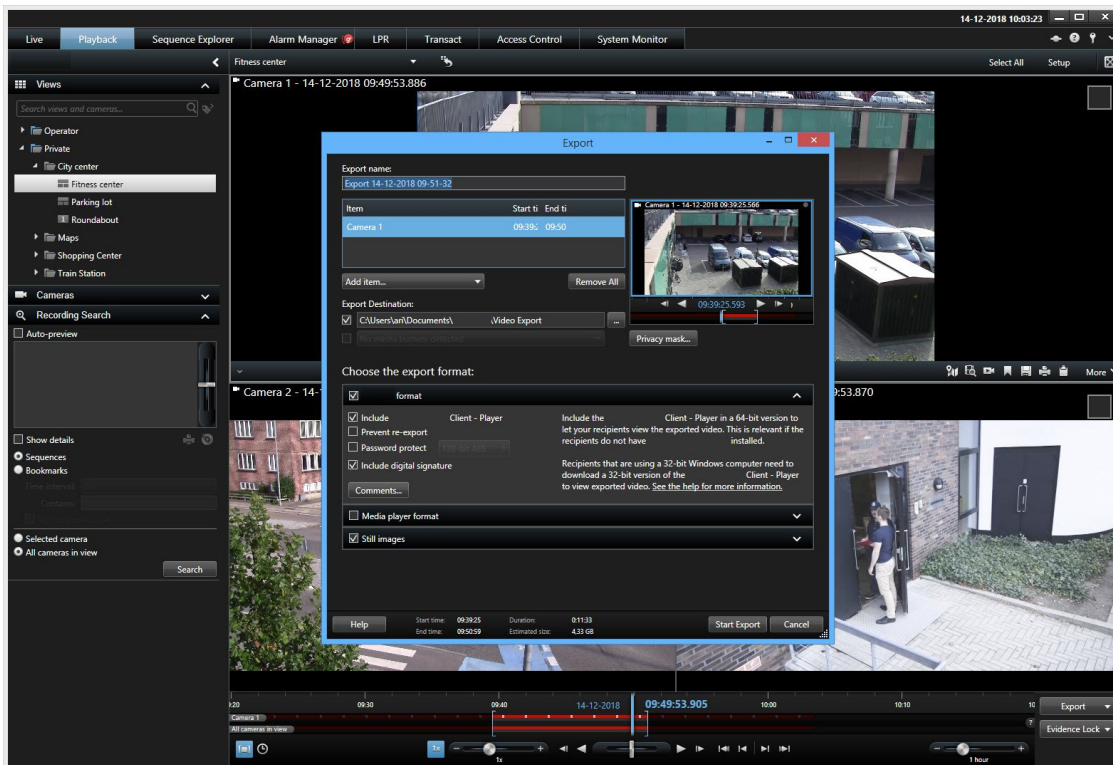 14-12-2018 10:03:23
Live Playback Sequence Explorer Alarm Manager LPR Transact Access Control System Monitor
Fitness center Select All Setup
Views
Search views and cameras...
Operator
Private
City center
Fitness center
Parking lot
Roundabout
Maps
Shopping Center
Train Station
Cameras
Recording Search
Auto-preview
Show details
Sequences
Bookmarks
Time interval:
Contains:
Selected camera
All cameras in view
Search
Camera 1 - 14-12-2018 09:49:53.886
More
Camera 2 - 14-
9:53.870
Export
Export name:
Export 14-12-2018 09-51-32
Item Start ti End ti
Camera 1 09:39: 09:50
Add item... Remove All
Camera 1 - 14-12-2018 09:39:25.566
09:39:25.593
Export Destination:
C:\Users\ari\Documents\ .Video Export ...
No media burners detected
Privacy mask...
Choose the export format:
format
Include Client - Player
Prevent re-export
Password protect
Include digital signature
Comments...
Include the Client - Player in a 64-bit version to
let your recipients view the exported video. This is relevant if the
recipients do not have installed.
Recipients that are using a 32-bit Windows computer need to
download a 32-bit version of the Client - Player
to view exported video. See the help for more information.
Media player format
Still images
Help
Start time: 09:39:25 Duration: 0:11:33
End time: 09:50:59 Estimated size: 4,33 GB
Start Export Cancel
09:30 09:40 14-12-2018 09:49:53.905 10:00 10:10
Camera 1
All cameras in view
Export
Evidence Lock
1x
1x
1 hour